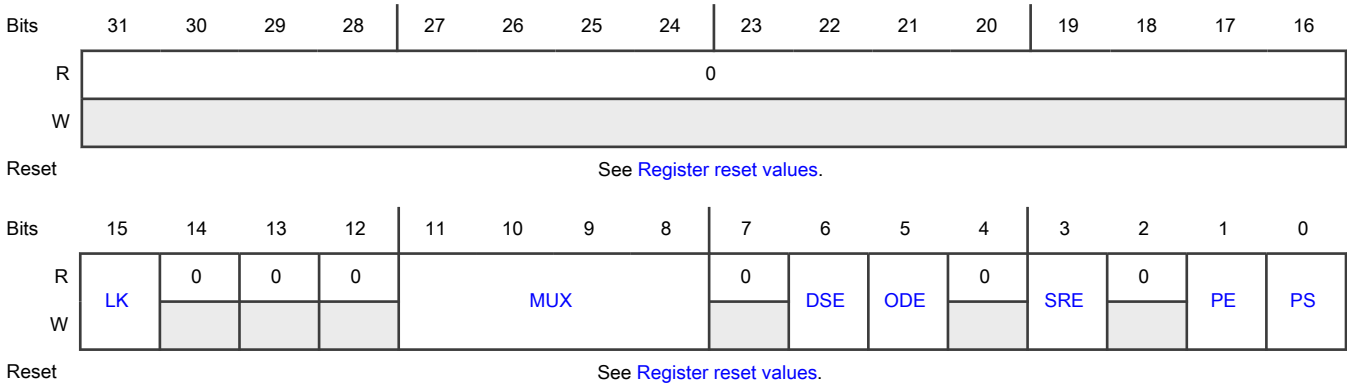 Bits 31 30 29 28 27 26 25 24 23 22 21 20 19 18 17 16
R 0
W
Reset See Register reset values.
Bits 15 14 13 12 11 10 9 8 7 6 5 4 3 2 1 0
R LK 0 0 0 MUX 0 DSE ODE 0 SRE 0 PE PS
W
Reset See Register reset values.